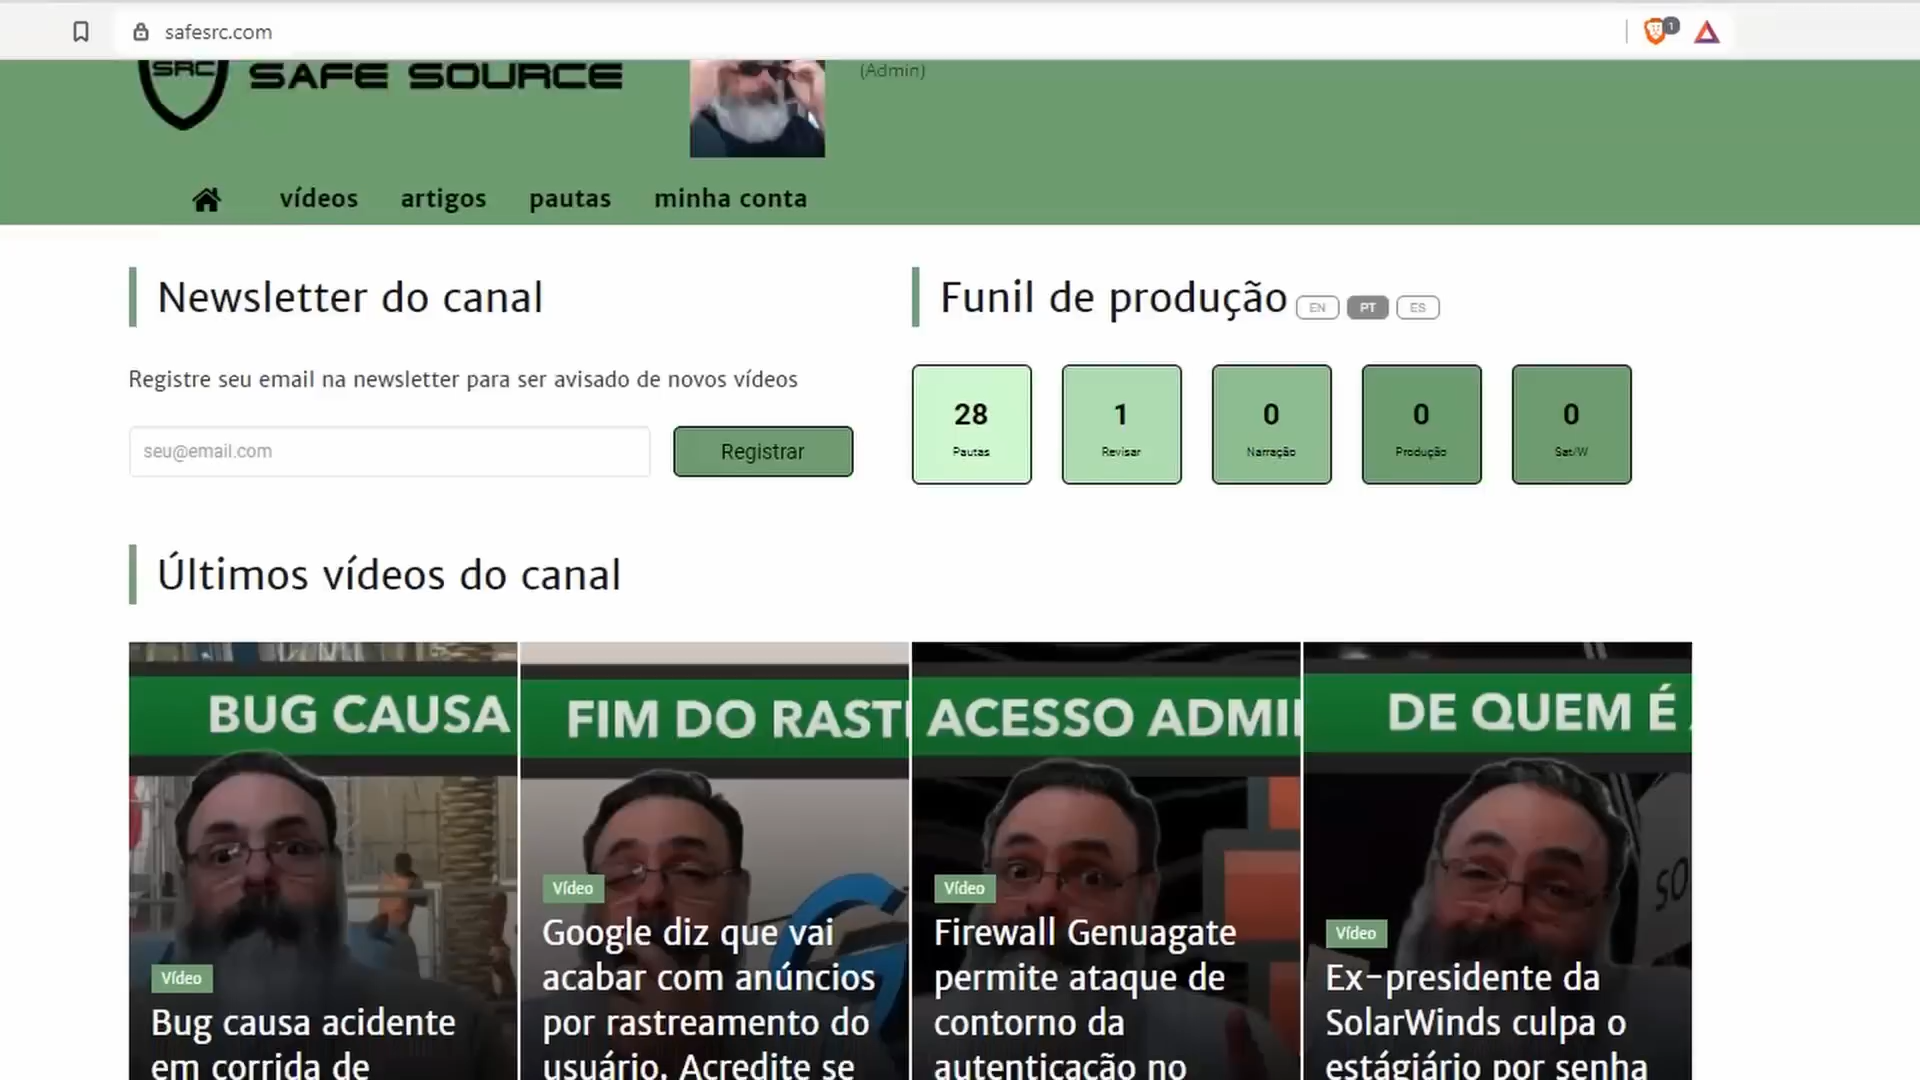 safesrc.com
1
SRC
SAFE SOURCE
(Admin)
vídeos
artigos
pautas
minha conta
Newsletter do canal
Registre seu email na newsletter para ser avisado de novos vídeos
seu@email.com
Registrar
Funil de produção
EN
PT
ES
28
Pautas
1
Revisar
0
Narração
0
Produção
0
Sat/W
Últimos vídeos do canal
BUG CAUSA
Vídeo
Bug causa acidente
em corrida de
FIM DO RASTR
Vídeo
Google diz que vai
acabar com anúncios
por rastreamento do
usuário. Acredite se
ACESSO ADMI
Vídeo
Firewall Genuagate
permite ataque de
contorno da
autenticação no
DE QUEM É
SO
Vídeo
Ex-presidente da
SolarWinds culpa o
estágiário por senha